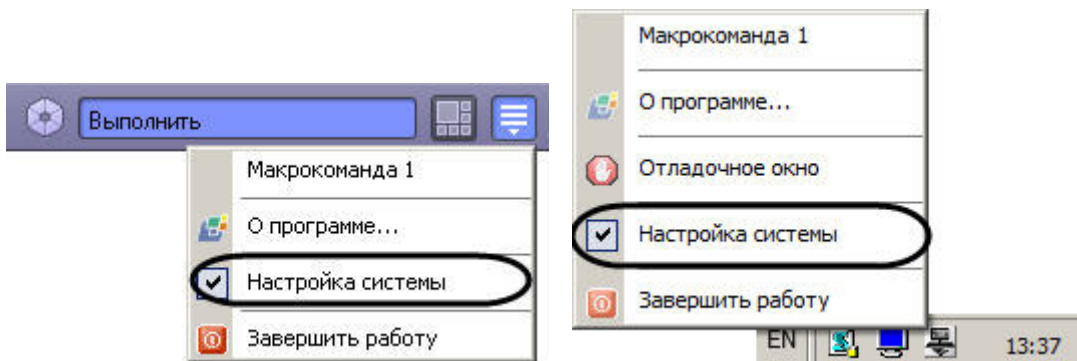 Выполнить
Макрокоманда 1
О программе...
Настройка системы
Завершить работу
Макрокоманда 1
О программе...
Отладочное окно
Настройка системы
Завершить работу
EN
13:37